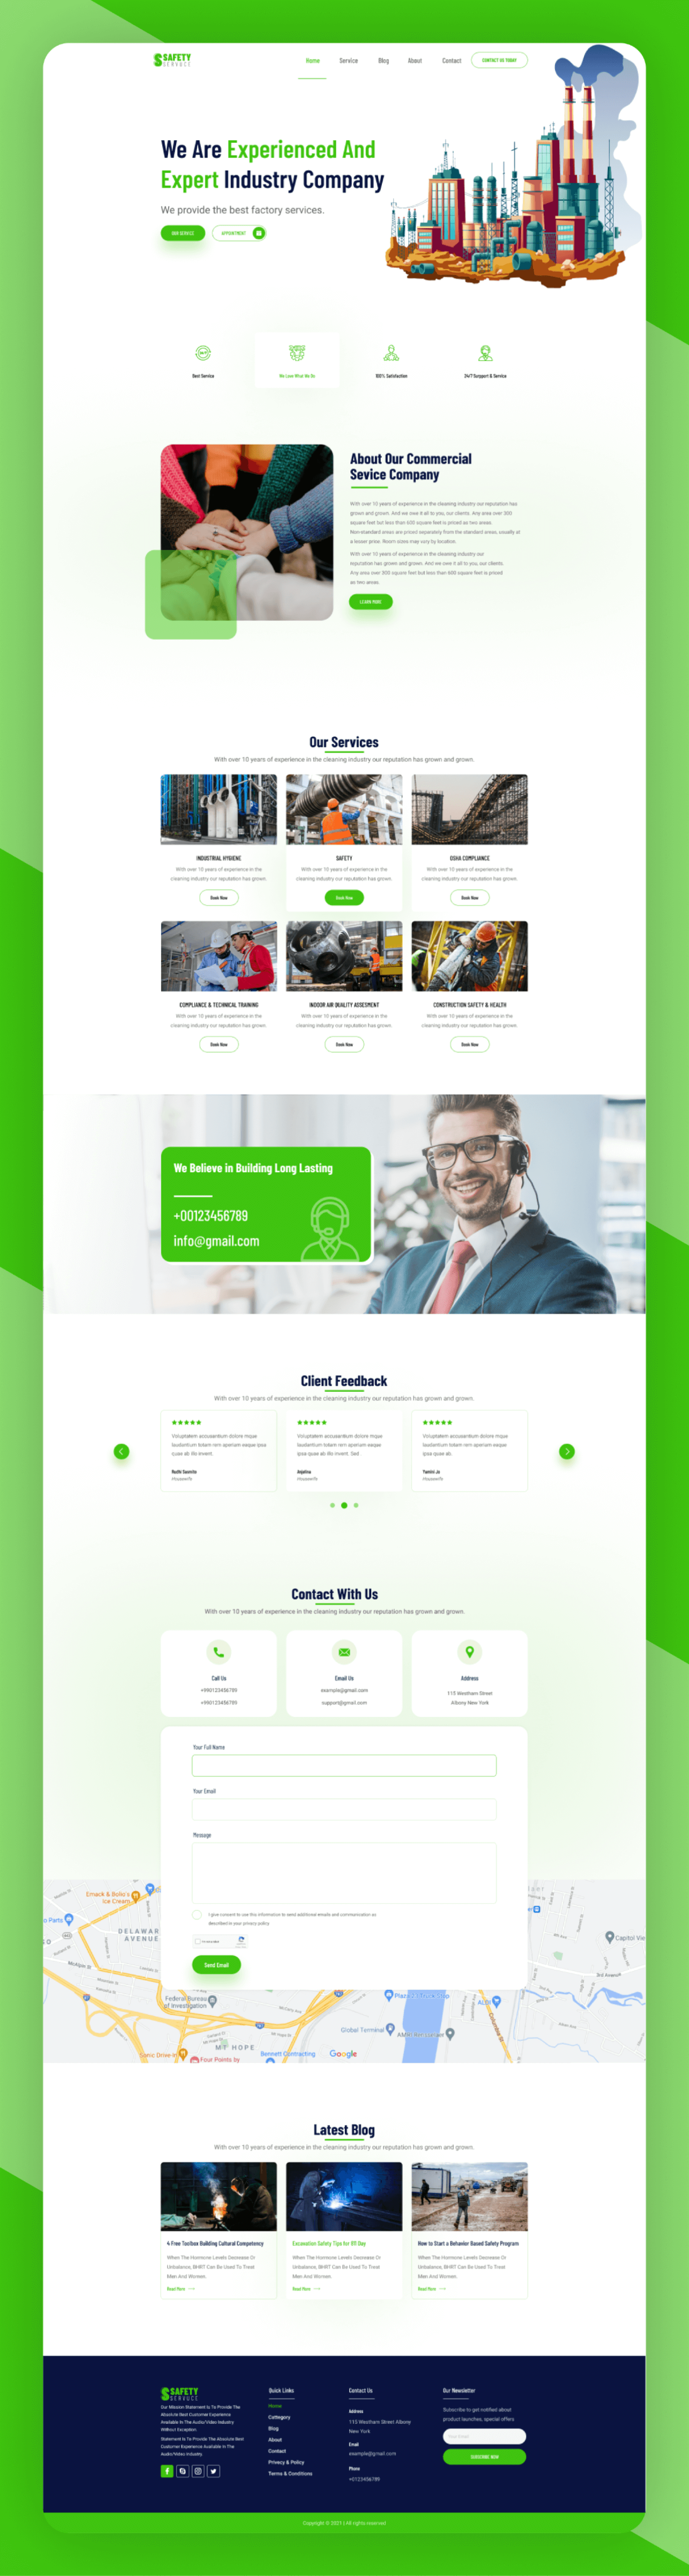 SAFETY
SERVUCE
Home
Service
Blog
About
Contact
CONTACT US TODAY
We Are Experienced And
Expert Industry Company
We provide the best factory services.
OUR SERVICE
APPOINTMENT
Best Service
We Love What We Do
100% Satisfaction
24/7 Support & Service
About Our Commercial
Sevice Company
With over 10 years of experience in the cleaning industry our reputation has
grown and grown. And we owe it all to you, our clients. Any area over 300
square feet but less than 600 square feet is priced as two areas.
Non-standard areas are priced separately from the standard areas, usually at
a lesser price. Room sizes may vary by location.
With over 10 years of experience in the cleaning industry our
reputation has grown and grown. And we owe it all to you, our clients.
Any area over 300 square feet but less than 600 square feet is priced
as two areas.
LEARN MORE
Our Services
With over 10 years of experience in the cleaning industry our reputation has grown and grown.
INDUSTRIAL HYGIENE
With over 10 years of experience in the
cleaning industry our reputation has grown.
Book Now
SAFETY
With over 10 years of experience in the
cleaning industry our reputation has grown.
Book Now
OSHA COMPLIANCE
With over 10 years of experience in the
cleaning industry our reputation has grown.
Book Now
COMPLIANCE & TECHNICAL TRAINING
With over 10 years of experience in the
cleaning industry our reputation has grown.
Book Now
INDOOR AIR QUALITY ASSESMENT
With over 10 years of experience in the
cleaning industry our reputation has grown.
Book Now
CONSTRUCTION SAFETY & HEALTH
With over 10 years of experience in the
cleaning industry our reputation has grown.
Book Now
We Believe in Building Long Lasting
+00123456789
info@gmail.com
Client Feedback
With over 10 years of experience in the cleaning industry our reputation has grown and grown.
Voluptatem accusantium dolore mque
laudantium totam rem aperiam eaque ipsa
quae ab illo invent.
Housewife
Voluptatem accusantium dolore mque
laudantium totam rem aperiam eaque
ipsa quae ab illo invent. Sed .
Anjelina
Housewife
Voluptatem accusantium dolore mque
laudantium totam rem aperiam eaque
ipsa quae ab.
Yamini Jo
Housewife
Contact With Us
With over 10 years of experience in the cleaning industry our reputation has grown and grown.
Call Us
+990123456789
+990123456789
Email Us
example@gmail.com
support@gmail.com
Address
115 Westham Street
Albony New York
Your Full Name
Your Email
Message
I give consent to use this information to send additional emails and communication as
described in your privacy policy
Send Email
Emack & Bolio's
Ice Cream
o Parts
DELAWAR
AVENUE
Federal Bureau
of Investigation
MT HOPE
Sonic Drive-in
Four Points by
Bennett Contracting
Google
Global Terminal
Plaza 23 Truck Stop
ALDI
Capitol Vie
3rd Avenue
Latest Blog
With over 10 years of experience in the cleaning industry our reputation has grown and grown.
4 Free Toolbox Building Cultural Competency
When The Hormone Levels Decrease Or
Unbalance, BHRT Can Be Used To Treat
Men And Women.
Read More
Excavation Safety Tips for 811 Day
When The Hormone Levels Decrease Or
Unbalance, BHRT Can Be Used To Treat
Men And Women.
Read More
How to Start a Behavior Based Safety Program
When The Hormone Levels Decrease Or
Unbalance, BHRT Can Be Used To Treat
Men And Women.
Read More
SAFETY
SERVUCE
Our Mission Statement Is To Provide The
Absolute Best Customer Experience
Available In The Audio/Video Industry
Without Exception.
Statement Is To Provide The Absolute Best
Customer Experience Available In The
Audio/Video Industry.
Quick Links
Home
Cattegory
Blog
About
Contact
Privacy & Policy
Terms & Conditions
Contact Us
Address
115 Westham Street Albony
New York
Email
example@gmail.com
Phone
+0123456789
Our Newsletter
Subscribe to get notified about
product launches, special offers
SUBSCRIBE NOW
Copyright © 2021 | All rights reserved